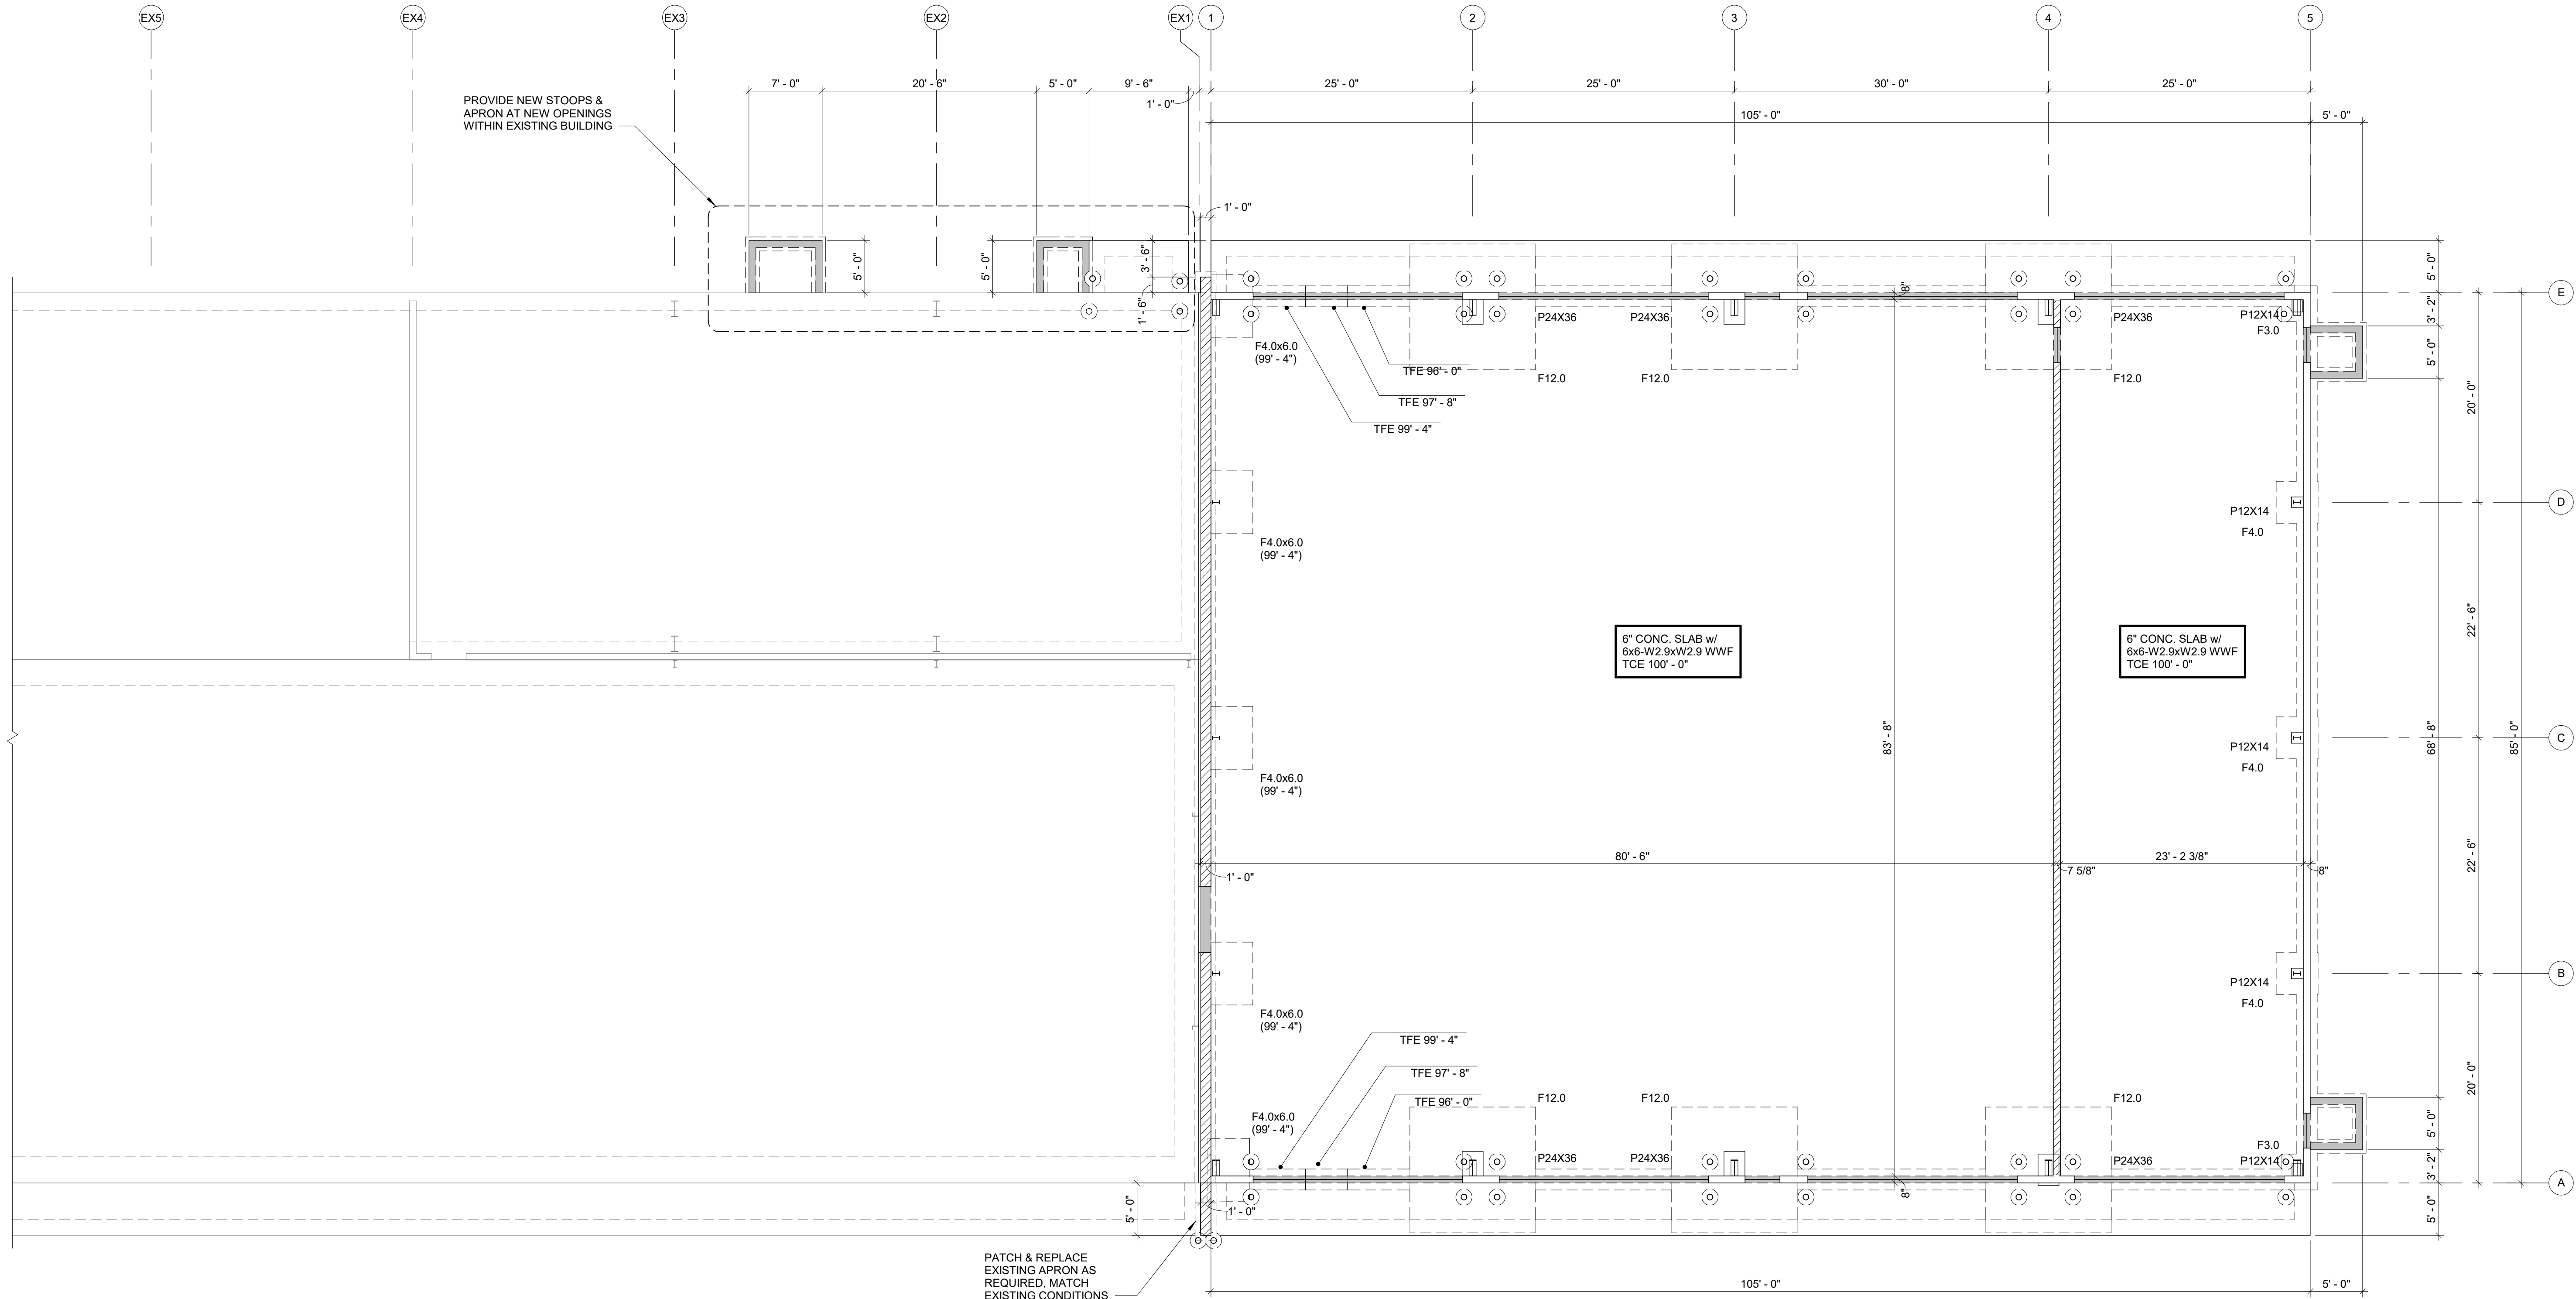 EX5
EX4
EX3
EX2
EX1
1
2
3
4
5
7' - 0"
20' - 6"
5' - 0"
9' - 6"
1' - 0"
25' - 0"
25' - 0"
30' - 0"
25' - 0"
105' - 0"
5' - 0"
PROVIDE NEW STOOPS &
APRON AT NEW OPENINGS
WITHIN EXISTING BUILDING
1' - 0"
5' - 0"
5' - 0"
3' - 6"
1' - 6"
8"
5' - 0"
E
3' - 2"
5' - 0"
P24X36
P24X36
P24X36
P12X14
F3.0
F4.0x6.0
(99' - 4")
TFE 96' - 0"
TFE 97' - 8"
TFE 99' - 4"
F12.0
F12.0
F12.0
20' - 0"
D
P12X14
F4.0
F4.0x6.0
(99' - 4")
22' - 6"
6" CONC. SLAB w/
6x6-W2.9xW2.9 WWF
TCE 100' - 0"
6" CONC. SLAB w/
6x6-W2.9xW2.9 WWF
TCE 100' - 0"
83' - 8"
68' - 8"
85' - 0"
C
P12X14
F4.0
F4.0x6.0
(99' - 4")
80' - 6"
23' - 2 3/8"
1' - 0"
7 5/8"
8"
22' - 6"
B
P12X14
F4.0
F4.0x6.0
(99' - 4")
TFE 99' - 4"
TFE 97' - 8"
TFE 96' - 0"
20' - 0"
F12.0
F12.0
F12.0
F4.0x6.0
(99' - 4")
5' - 0"
F3.0
P24X36
P24X36
P24X36
P12X14
3' - 2"
A
8"
5' - 0"
1' - 0"
5' - 0"
PATCH & REPLACE
EXISTING APRON AS
REQUIRED, MATCH
EXISTING CONDITIONS
105' - 0"
5' - 0"